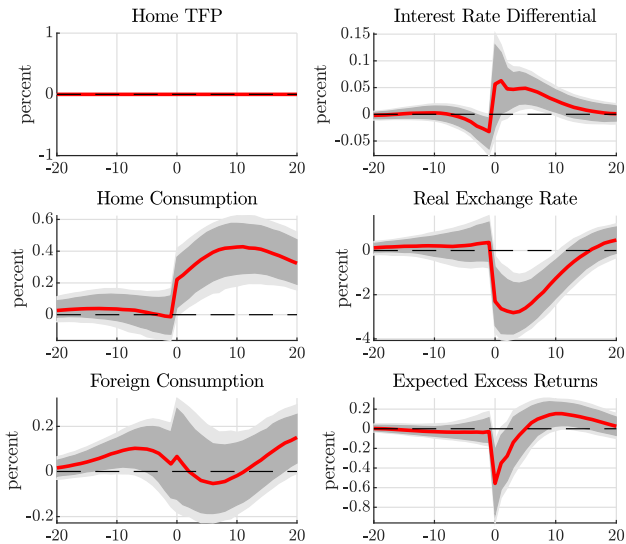 Home TFP
1
0
-1
percent
-20 -10 0 10 20
Interest Rate Differential
0.15
0.1
0.05
0
-0.05
percent
-20 -10 0 10 20
Home Consumption
0.6
0.4
0.2
0
percent
-20 -10 0 10 20
Real Exchange Rate
0
-2
-4
percent
-20 -10 0 10 20
Foreign Consumption
0.2
0
0.2
percent
-20 -10 0 10 20
Expected Excess Returns
0.2
0
-0.2
-0.4
-0.6
-0.8
percent
-20 -10 0 10 20